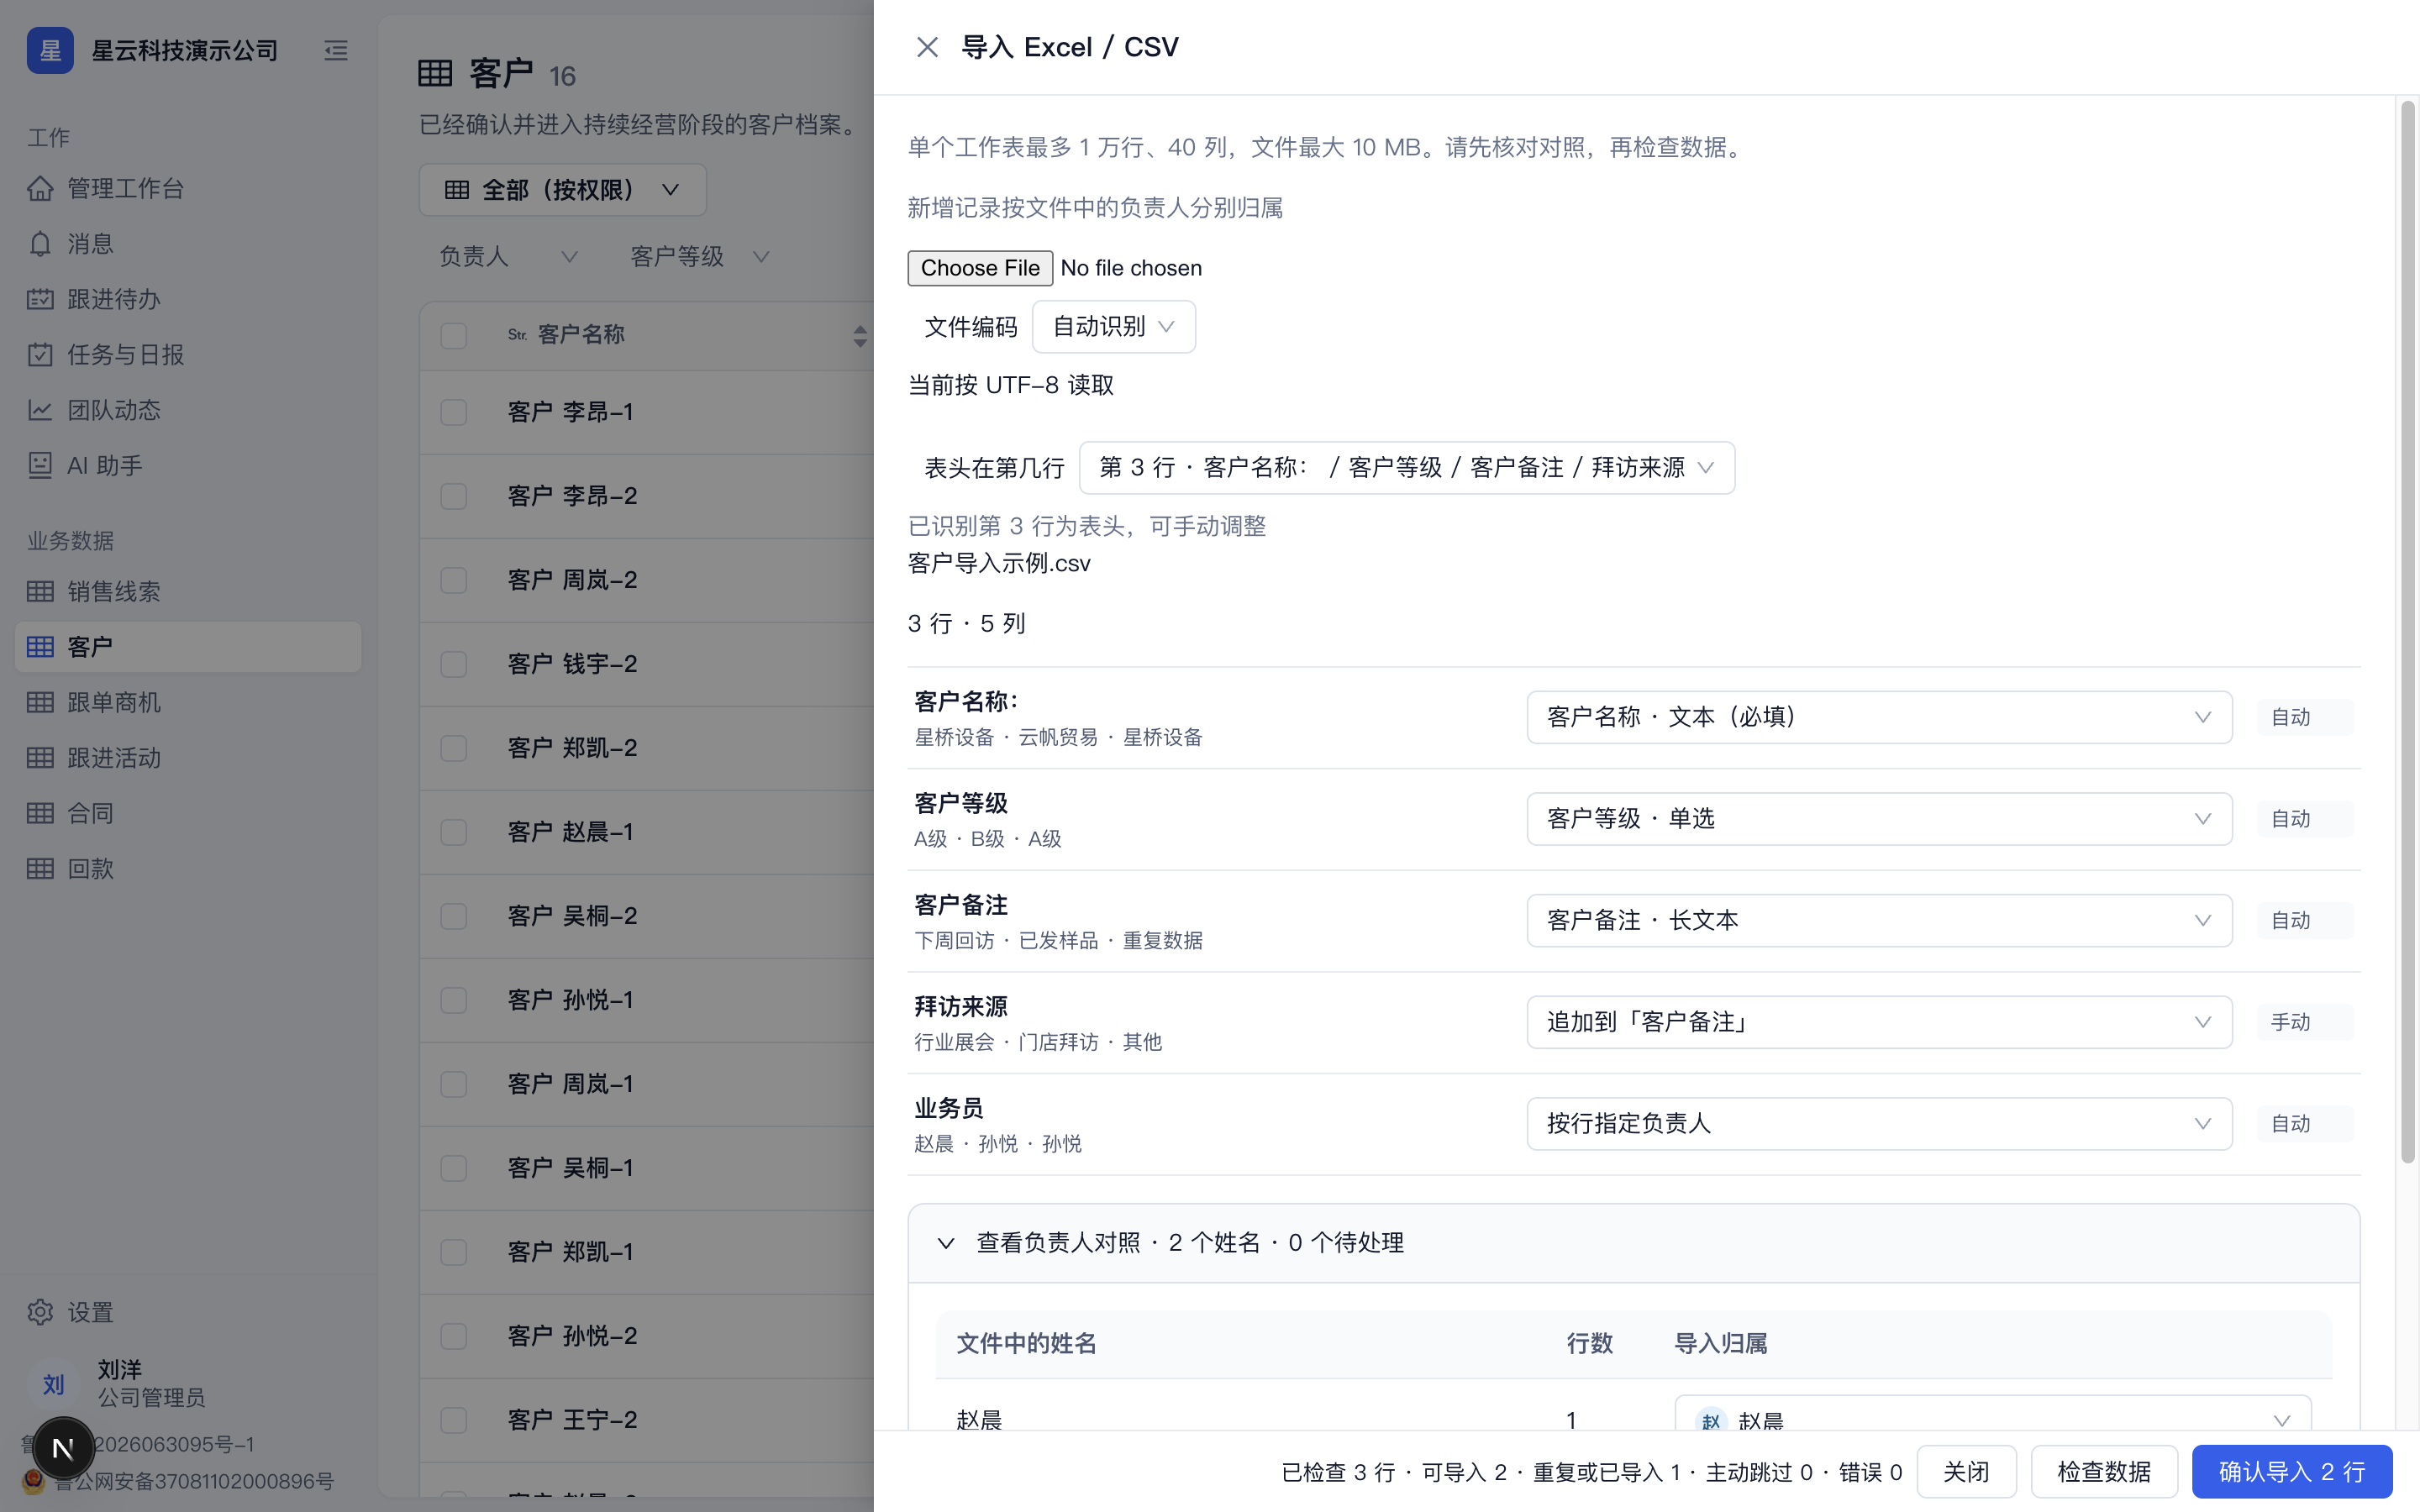 星 星云科技演示公司
工作
管理工作台
消息
跟进待办
任务与日报
团队动态
AI 助手
业务数据
销售线索
客户
跟单商机
跟进活动
合同
回款
设置
刘 刘洋
公司管理员
2026063095号-1
公网安备37081102000896号
N
客户 16
已经确认并进入持续经营阶段的客户档案。
全部（按权限）
负责人 客户等级
Str. 客户名称
客户 李昂-1
客户 李昂-2
客户 周岚-2
客户 钱宇-2
客户 郑凯-2
客户 赵晨-1
客户 吴桐-2
客户 孙悦-1
客户 周岚-1
客户 吴桐-1
客户 郑凯-1
客户 孙悦-2
客户 王宁-2
导入 Excel / CSV
单个工作表最多 1 万行、40 列，文件最大 10 MB。请先核对对照，再检查数据。
新增记录按文件中的负责人分别归属
Choose File No file chosen
文件编码 自动识别
当前按 UTF-8 读取
表头在第几行 第 3 行 · 客户名称： / 客户等级 / 客户备注 / 拜访来源
已识别第 3 行为表头，可手动调整
客户导入示例.csv
3 行 · 5 列
客户名称：
星桥设备 · 云帆贸易 · 星桥设备
客户名称 · 文本（必填） 自动
客户等级
A级 · B级 · A级
客户等级 · 单选 自动
客户备注
下周回访 · 已发样品 · 重复数据
客户备注 · 长文本 自动
拜访来源
行业展会 · 门店拜访 · 其他
追加到「客户备注」 手动
业务员
赵晨 · 孙悦 · 孙悦
按行指定负责人 自动
查看负责人对照 · 2 个姓名 · 0 个待处理
文件中的姓名 行数 导入归属
赵晨 1 赵 赵晨
已检查 3 行 · 可导入 2 · 重复或已导入 1 · 主动跳过 0 · 错误 0 关闭 检查数据 确认导入 2 行